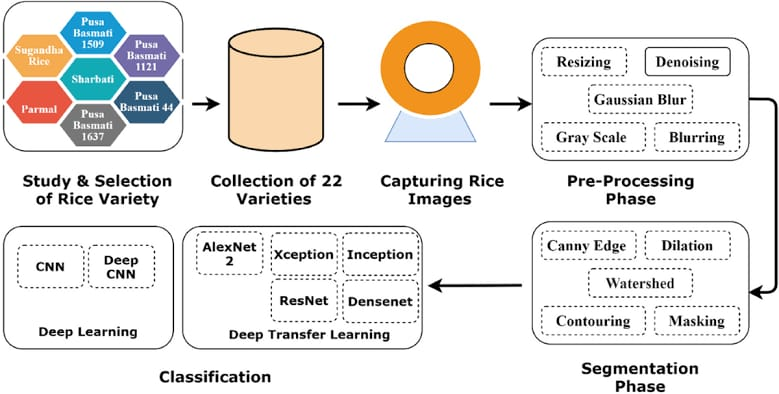 Pusa
Basmati
1509
Sugandha
Rice
Pusa
Basmati
1121
Sharbati
Parmal
Pusa
Basmati 44
Pusa
Basmati
1637
Study & Selection
of Rice Variety
Collection of 22
Varieties
Capturing Rice
Images
Resizing
Denoising
Gaussian Blur
Gray Scale
Blurring
Pre-Processing
Phase
Canny Edge
Dilation
Watershed
Contouring
Masking
Segmentation
Phase
AlexNet
2
Xception
Inception
ResNet
Densenet
Deep Transfer Learning
CNN
Deep
CNN
Deep Learning
Classification